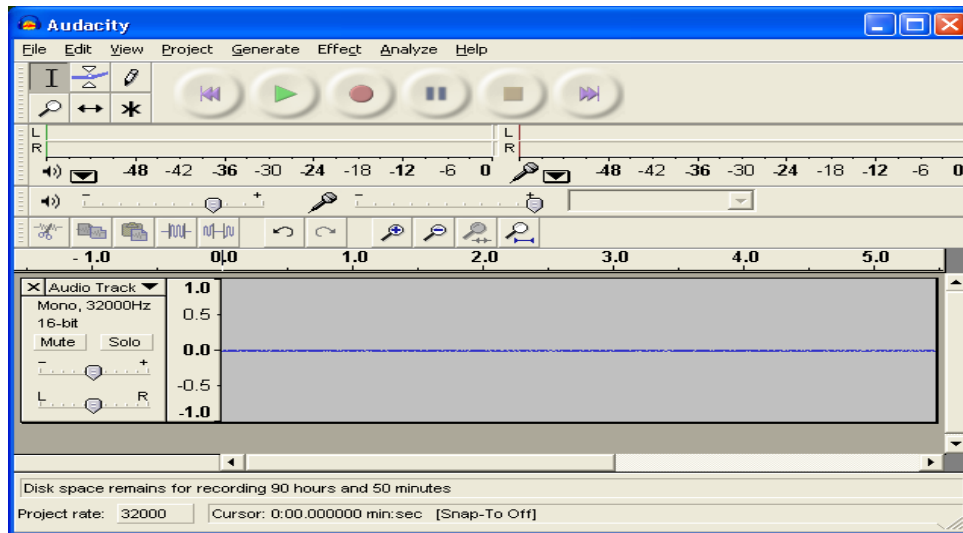 Audacity
File Edit View Project Generate Effect Analyze Help
L L
R R
-48 -42 -36 -30 -24 -18 -12 -6 0 -48 -42 -36 -30 -24 -18 -12 -6 0
- + - +
- 1.0 0.0 1.0 2.0 3.0 4.0 5.0
X Audio Track 1.0
Mono, 32000Hz
16-bit 0.5
Mute Solo
- + 0.0
L R -0.5
-1.0
Disk space remains for recording 90 hours and 50 minutes
Project rate: 32000 Cursor: 0:00.000000 min:sec [Snap-To Off]